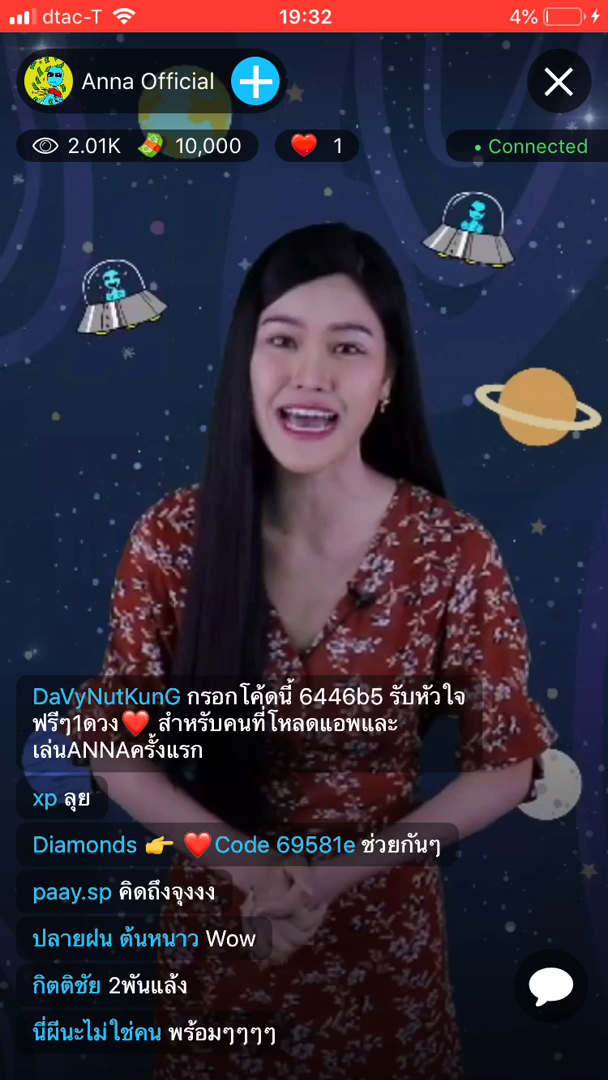 dtac-T 19:32 4%
Anna Official
2.01K 10,000 1 • Connected
DaVyNutKunG กรอกโค้ดนี้ 6446b5 รับหัวใจ
ฟรีๆ1ดวง❤️ สำหรับคนที่โหลดแอพและ
เล่นANNAครั้งแรก
xp ลุย
Diamonds 👉 ❤️Code 69581e ช่วยกันๆ
paay.sp คิดถึงจุงงง
ปลายฝน ต้นหนาว Wow
กิตติชัย 2พันแล้ง
นี่ผีนะไม่ใช่คน พร้อมๆๆๆๆ